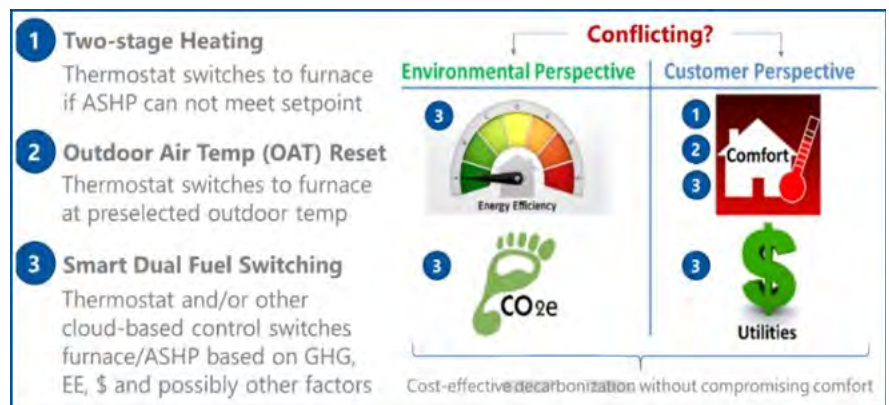 1 Two-stage Heating
Thermostat switches to furnace
if ASHP can not meet setpoint
2 Outdoor Air Temp (OAT) Reset
Thermostat switches to furnace
at preselected outdoor temp
3 Smart Dual Fuel Switching
Thermostat and/or other
cloud-based control switches
furnace/ASHP based on GHG,
EE, $ and possibly other factors
Conflicting?
Environmental Perspective
Customer Perspective
3
Energy Efficiency
1
2
3
Comfort
3
CO2e
3
$
Utilities
Cost-effective decarbonization without compromising comfort